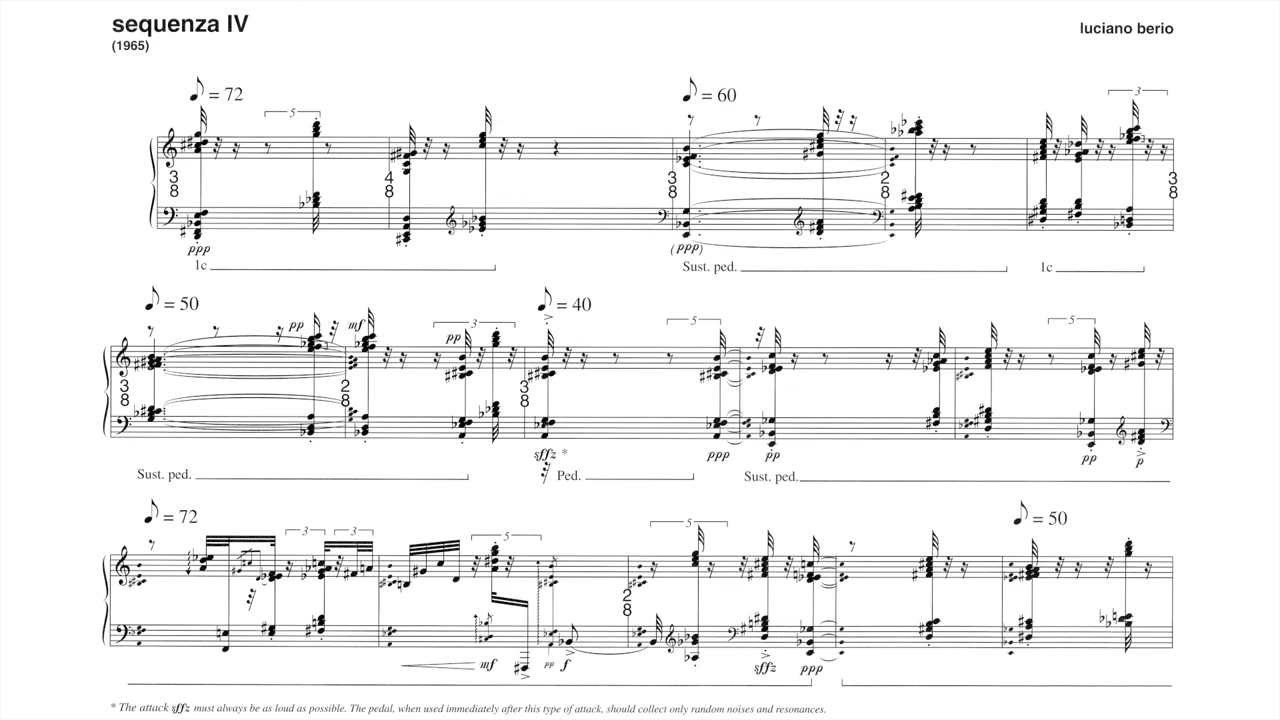 sequenza IV
luciano berio
(1965)
♪ = 72
♪ = 60
5
3
3
8
4
8
3
8
2
8
3
8
ppp
(ppp)
1c
Sust. ped.
1c
♪ = 50
♪ = 40
pp
mf
3
pp
5
5
3
8
2
8
3
8
sffz *
ppp
pp
pp
p
Sust. ped.
Ped.
Sust. ped.
♪ = 72
♪ = 50
3
3
5
5
2
8
mf
pp
f
sffz
ppp
* The attack sffz must always be as loud as possible. The pedal, when used immediately after this type of attack, should collect only random noises and resonances.